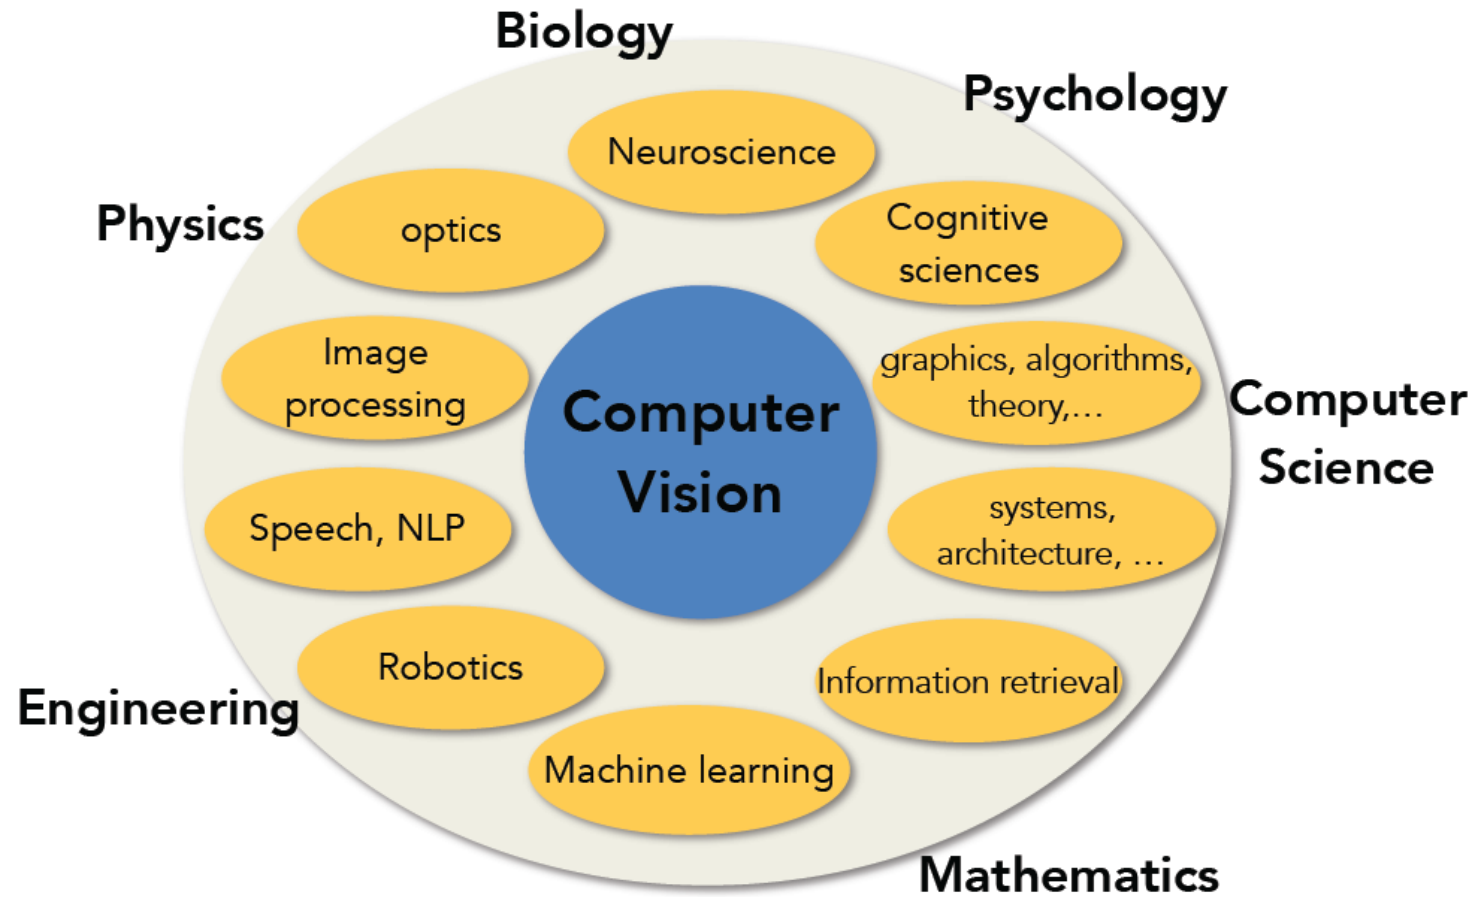 Biology
Psychology
Neuroscience
Physics
optics
Cognitive
sciences
Image
processing
Computer
Vision
graphics, algorithms,
theory,...
Computer
Science
Speech, NLP
systems,
architecture, ...
Robotics
Information retrieval
Engineering
Machine learning
Mathematics